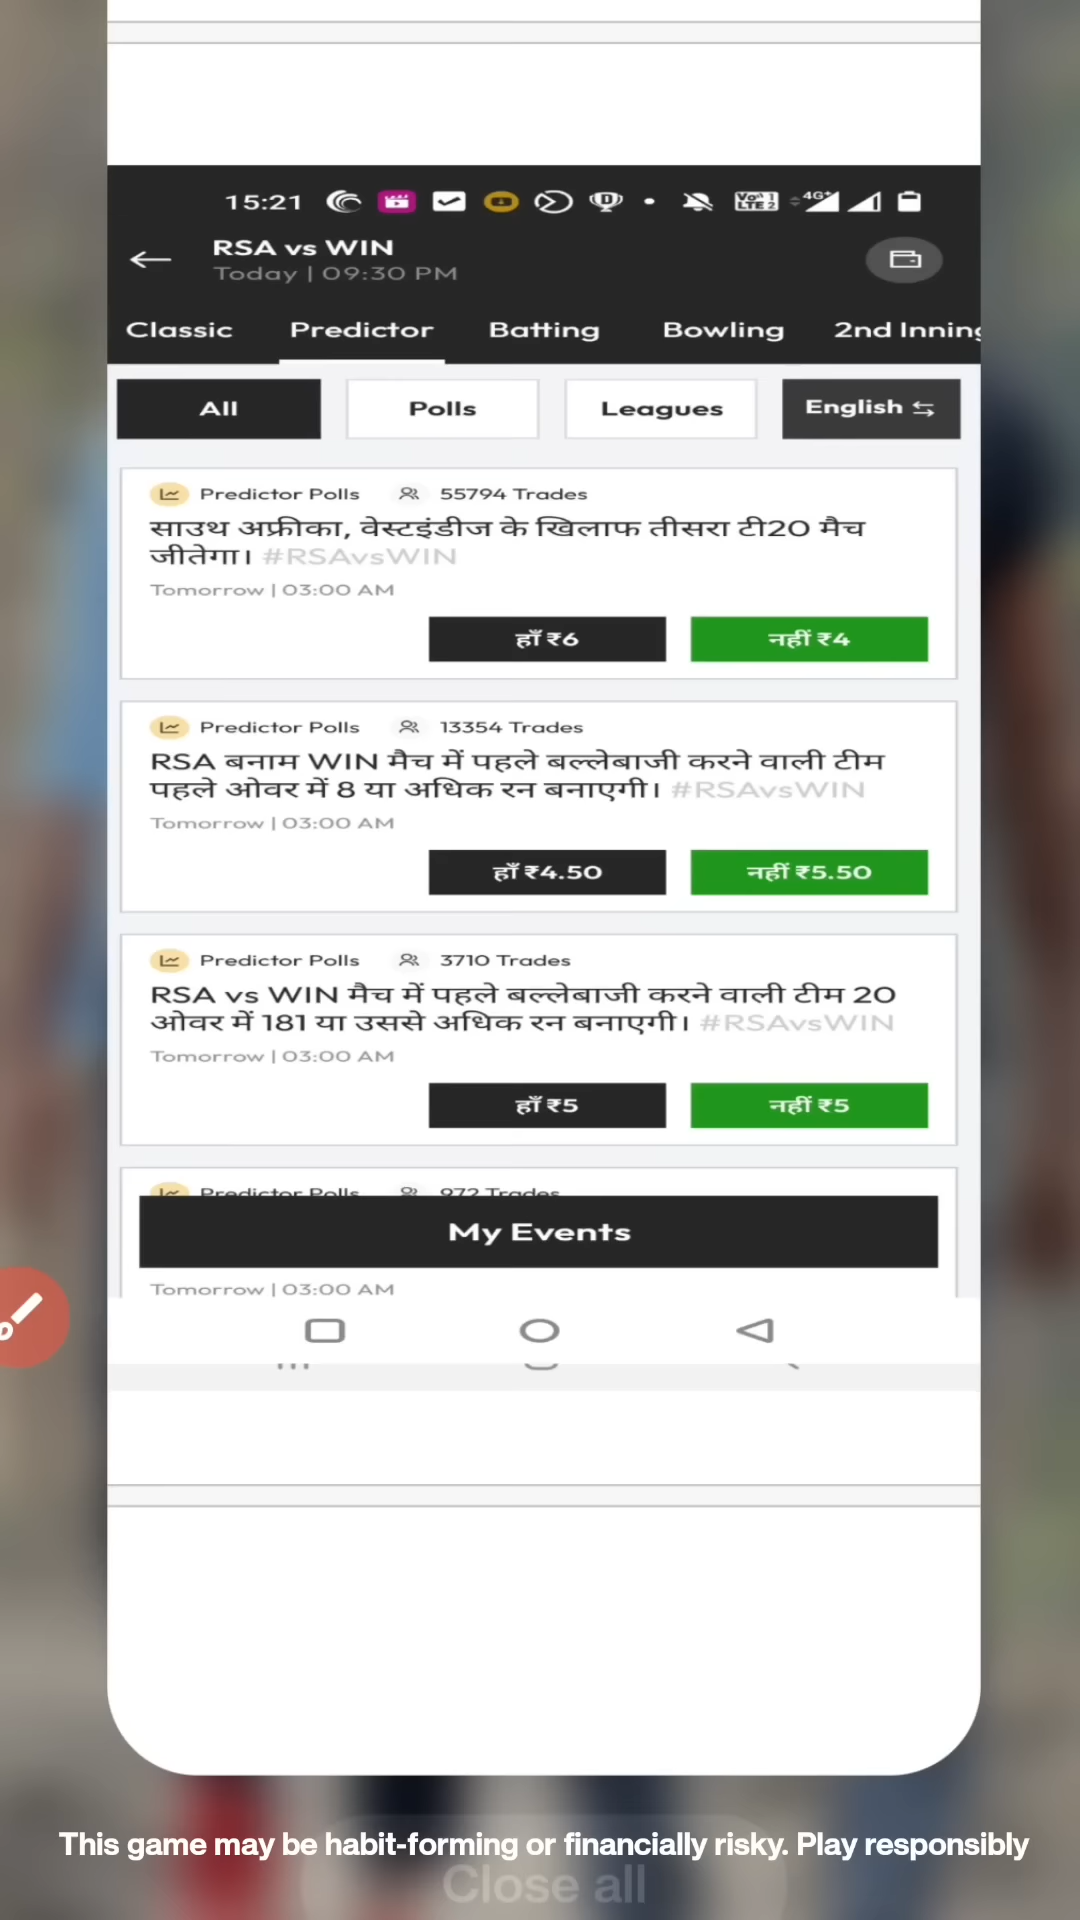 15:21
RSA vs WIN
Today | 09:30 PM
Classic Predictor Batting Bowling 2nd Inning
All Polls Leagues English
Predictor Polls 55794 Trades
साउथ अफ्रीका, वेस्टइंडीज के खिलाफ तीसरा टी20 मैच
जीतेगा। #RSAvsWIN
Tomorrow | 03:00 AM
हाँ ₹6 नहीं ₹4
Predictor Polls 13354 Trades
RSA बनाम WIN मैच में पहले बल्लेबाजी करने वाली टीम
पहले ओवर में 8 या अधिक रन बनाएगी। #RSAvsWIN
Tomorrow | 03:00 AM
हाँ ₹4.50 नहीं ₹5.50
Predictor Polls 3710 Trades
RSA vs WIN मैच में पहले बल्लेबाजी करने वाली टीम 20
ओवर में 181 या उससे अधिक रन बनाएगी। #RSAvsWIN
Tomorrow | 03:00 AM
हाँ ₹5 नहीं ₹5
Predictor Polls 972 Trades
My Events
Tomorrow | 03:00 AM
This game may be habit-forming or financially risky. Play responsibly
Close all